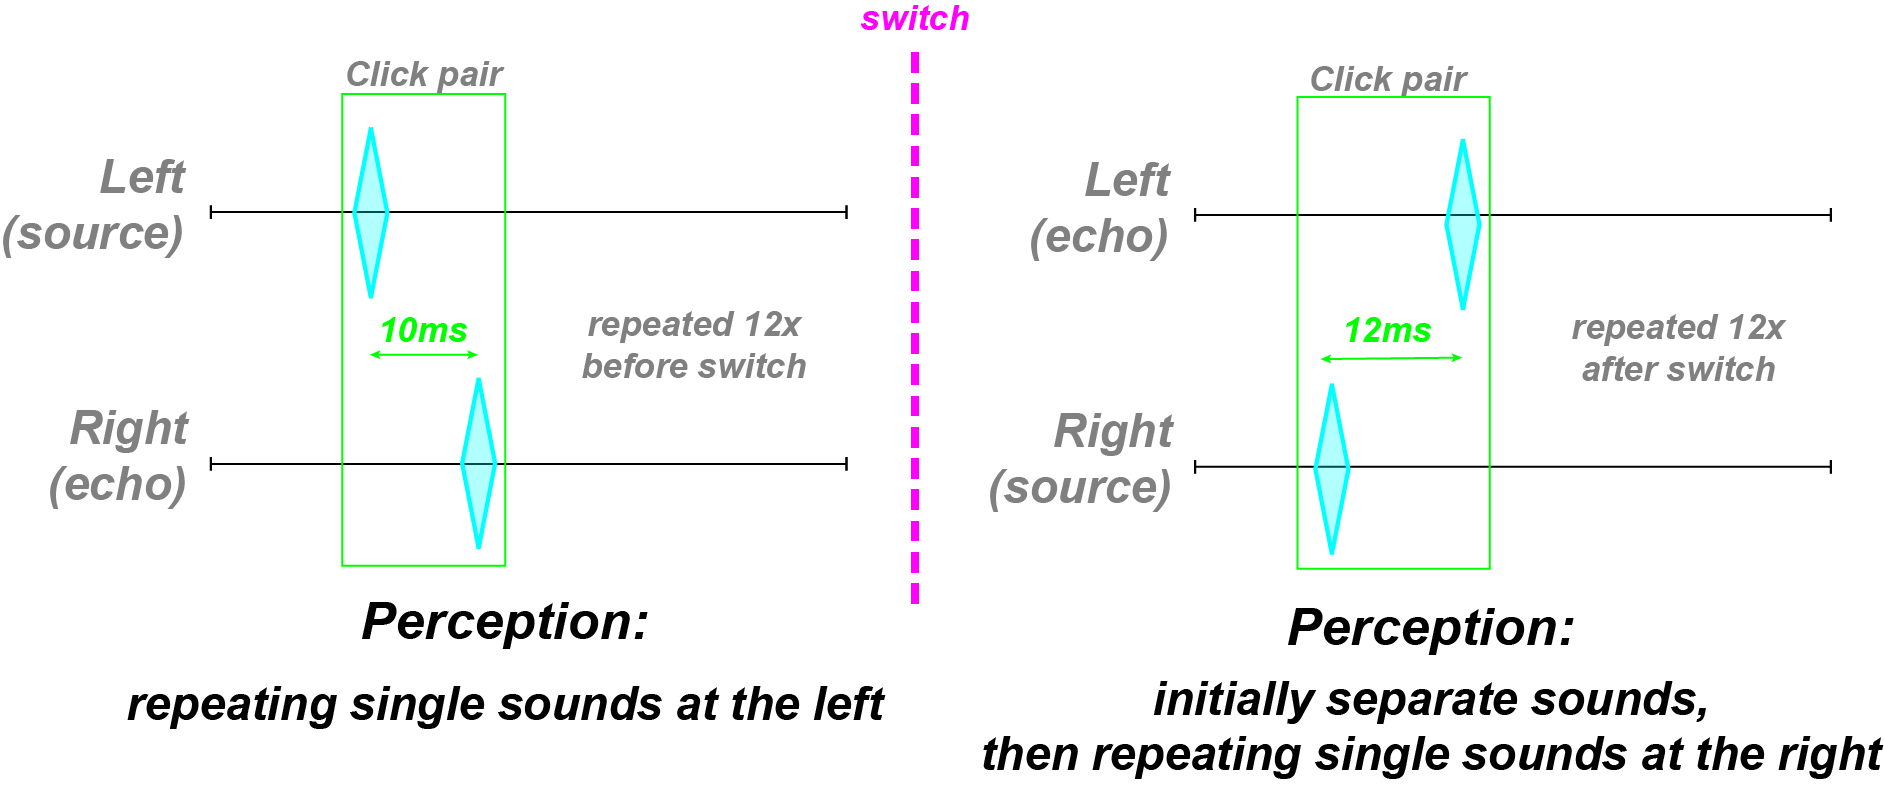 switch
Click pair
Left
(source)
10ms
repeated 12x
before switch
Right
(echo)
Perception:
repeating single sounds at the left
Click pair
Left
(echo)
12ms
repeated 12x
after switch
Right
(source)
Perception:
initially separate sounds,
then repeating single sounds at the right